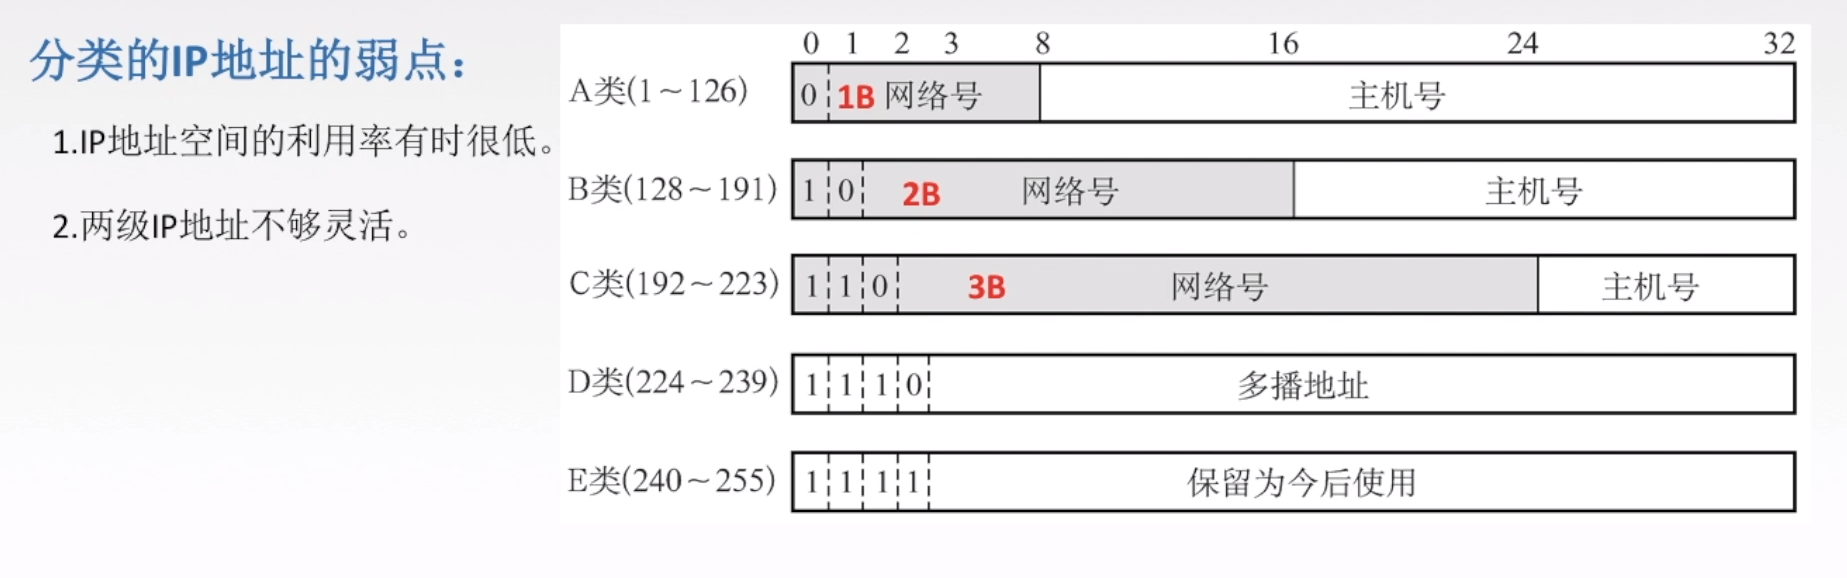 分类的IP地址的弱点：
1.IP地址空间的利用率有时很低。
2.两级IP地址不够灵活。
0 1 2 3 8 16 24 32
A类(1～126) 0 1B 网络号 主机号
B类(128～191) 1 0 2B 网络号 主机号
C类(192～223) 1 1 0 3B 网络号 主机号
D类(224～239) 1 1 1 0 多播地址
E类(240～255) 1 1 1 1 保留为今后使用